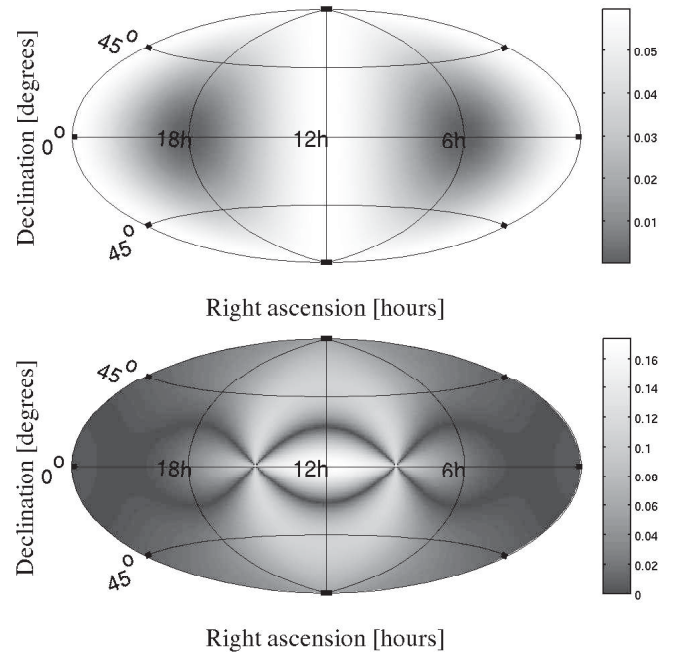 45°
Declination [degrees]
0°
18h
12h
6h
45°
0.05
0.04
0.03
0.02
0.01
Right ascension [hours]
45°
Declination [degrees]
0°
18h
12h
6h
45°
0.16
0.14
0.12
0.1
0.08
0.06
0.04
0.02
0
Right ascension [hours]